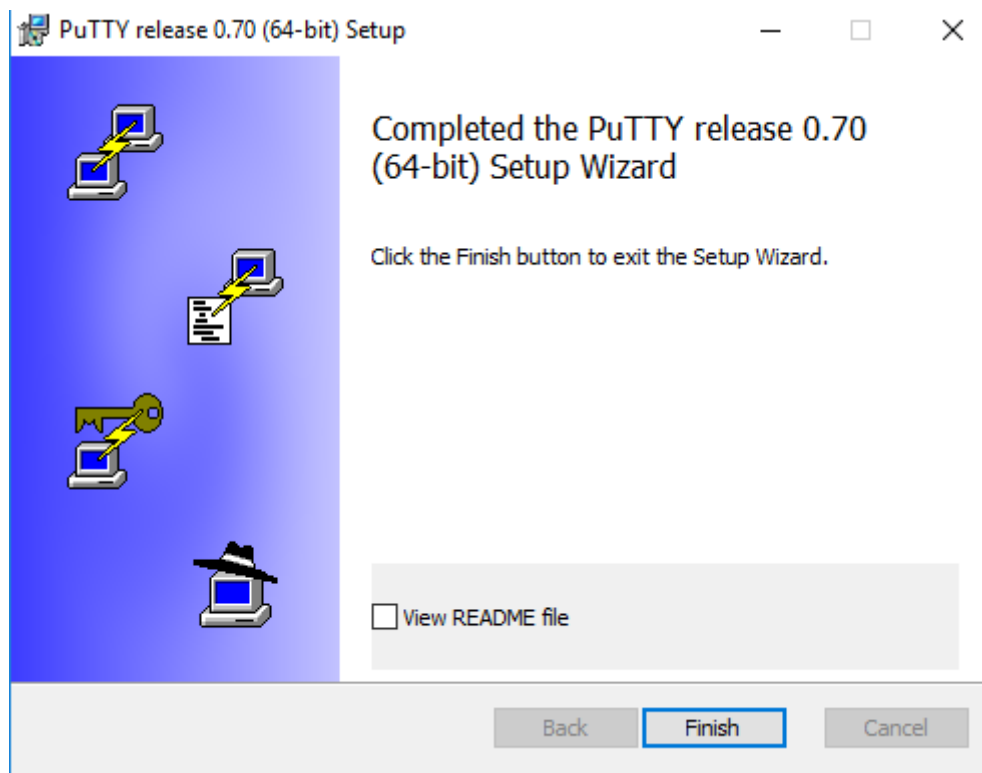 PuTTY release 0.70 (64-bit) Setup
Completed the PuTTY release 0.70
(64-bit) Setup Wizard
Click the Finish button to exit the Setup Wizard.
View README file
Back
Finish
Cancel